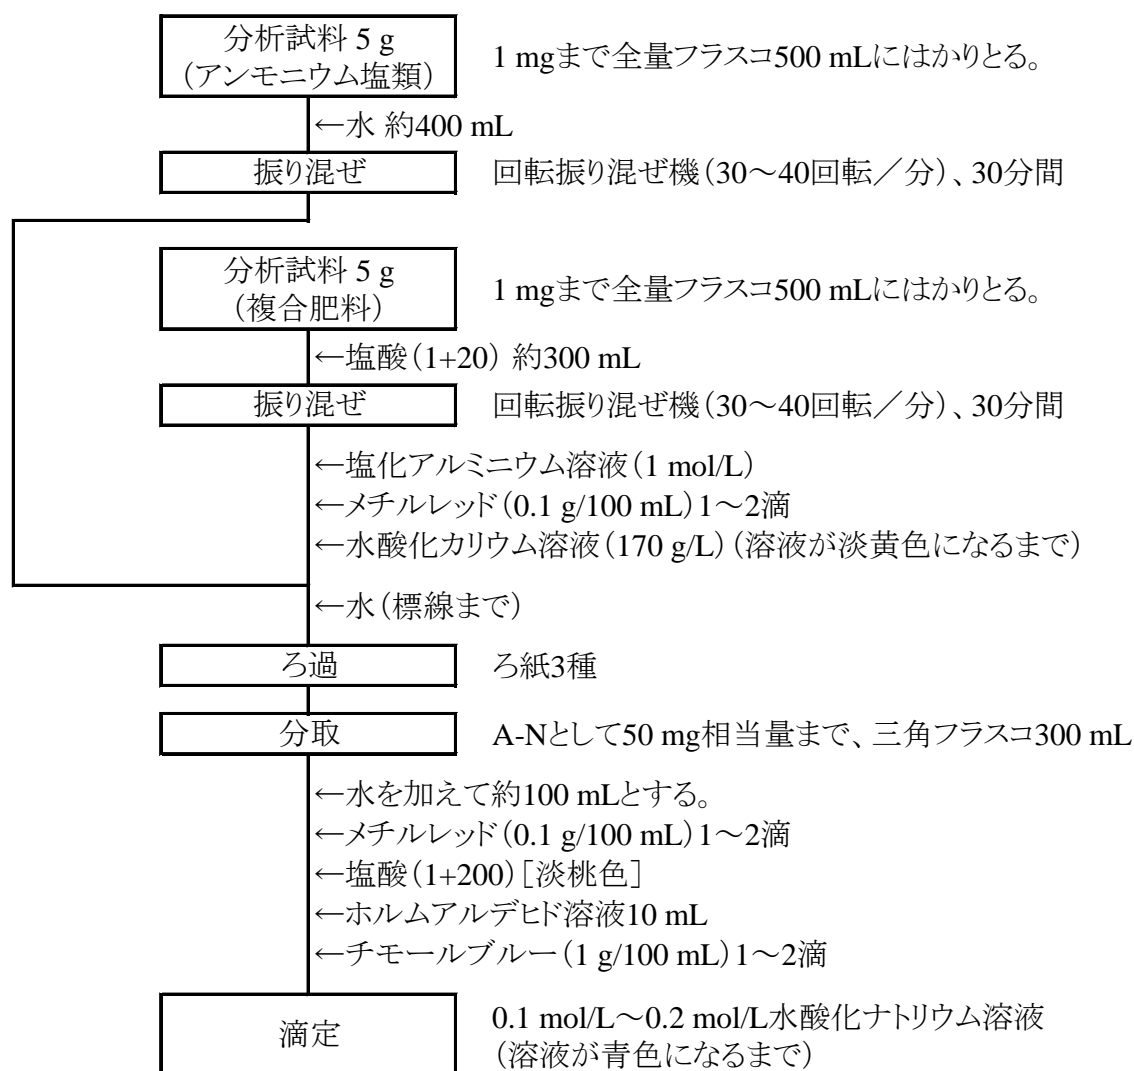 分析試料 5 g
(アンモニウム塩類)
1 mgまで全量フラスコ500 mLにはかりとる。
←水 約400 mL
振り混ぜ
回転振り混ぜ機(30～40回転／分)、30分間
分析試料 5 g
(複合肥料)
1 mgまで全量フラスコ500 mLにはかりとる。
←塩酸(1+20) 約300 mL
振り混ぜ
回転振り混ぜ機(30～40回転／分)、30分間
←塩化アルミニウム溶液(1 mol/L)
←メチルレッド(0.1 g/100 mL)1～2滴
←水酸化カリウム溶液(170 g/L)(溶液が淡黄色になるまで)
←水(標線まで)
ろ過
ろ紙3種
分取
A-Nとして50 mg相当量まで、三角フラスコ300 mL
←水を加えて約100 mLとする。
←メチルレッド(0.1 g/100 mL)1～2滴
←塩酸(1+200)[淡桃色]
←ホルムアルデヒド溶液10 mL
←チモールブルー(1 g/100 mL)1～2滴
滴定
0.1 mol/L～0.2 mol/L水酸化ナトリウム溶液
(溶液が青色になるまで)